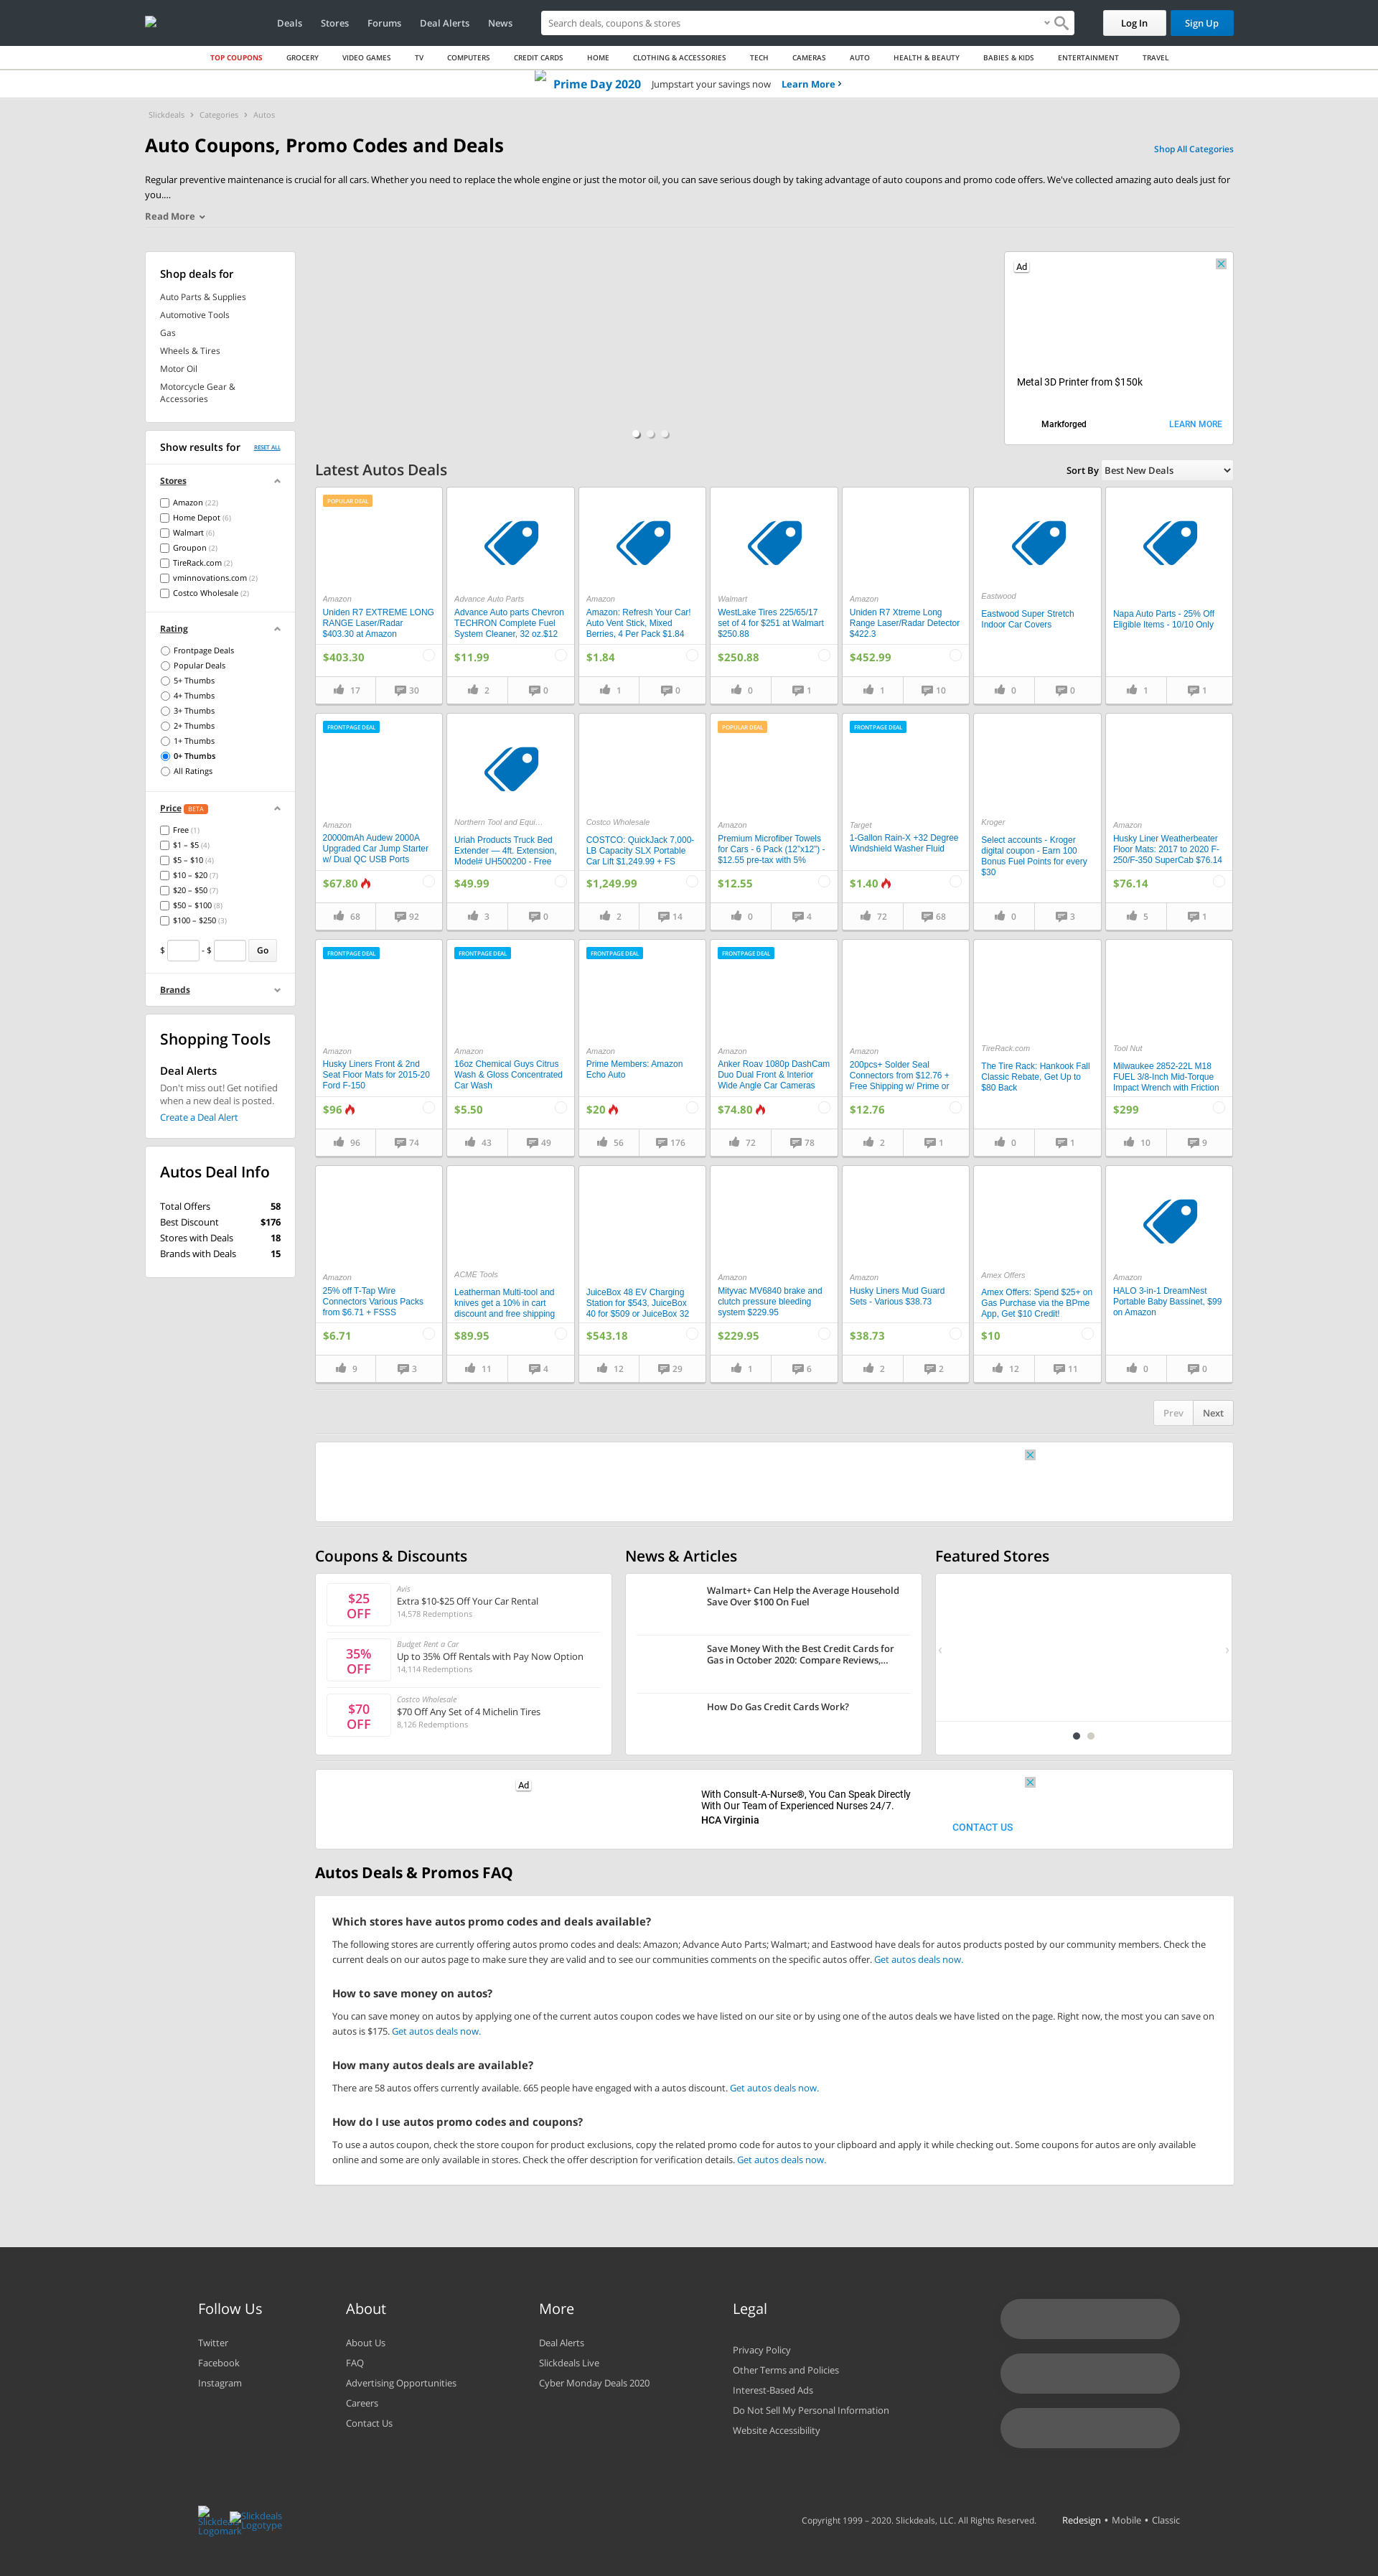 Deals Stores Forums Deal Alerts News
Search deals, coupons & stores
Log In Sign Up
TOP COUPONS GROCERY VIDEO GAMES TV COMPUTERS CREDIT CARDS HOME CLOTHING & ACCESSORIES TECH CAMERAS AUTO HEALTH & BEAUTY BABIES & KIDS ENTERTAINMENT TRAVEL
Prime Day 2020 Jumpstart your savings now Learn More
Slickdeals › Categories › Autos
Auto Coupons, Promo Codes and Deals
Shop All Categories
Regular preventive maintenance is crucial for all cars. Whether you need to replace the whole engine or just the motor oil, you can save serious dough by taking advantage of auto coupons and promo code offers. We've collected amazing auto deals just for
you....
Read More
Shop deals for
Auto Parts & Supplies
Automotive Tools
Gas
Wheels & Tires
Motor Oil
Motorcycle Gear &
Accessories
Show results for RESET ALL
Stores
Amazon (22)
Home Depot (6)
Walmart (6)
Groupon (2)
TireRack.com (2)
vminnovations.com (2)
Costco Wholesale (2)
Rating
Frontpage Deals
Popular Deals
5+ Thumbs
4+ Thumbs
3+ Thumbs
2+ Thumbs
1+ Thumbs
0+ Thumbs
All Ratings
Price BETA
Free (1)
$1 – $5 (4)
$5 – $10 (4)
$10 – $20 (7)
$20 – $50 (7)
$50 – $100 (8)
$100 – $250 (3)
$ - $ Go
Brands
Shopping Tools
Deal Alerts
Don't miss out! Get notified
when a new deal is posted.
Create a Deal Alert
Autos Deal Info
Total Offers 58
Best Discount $176
Stores with Deals 18
Brands with Deals 15
Ad
Metal 3D Printer from $150k
Markforged LEARN MORE
Latest Autos Deals
Sort By Best New Deals
POPULAR DEAL
Amazon
Uniden R7 EXTREME LONG
RANGE Laser/Radar
$403.30 at Amazon
$403.30
17 30
Advance Auto Parts
Advance Auto parts Chevron
TECHRON Complete Fuel
System Cleaner, 32 oz.$12
$11.99
2 0
Amazon
Amazon: Refresh Your Car!
Auto Vent Stick, Mixed
Berries, 4 Per Pack $1.84
$1.84
1 0
Walmart
WestLake Tires 225/65/17
set of 4 for $251 at Walmart
$250.88
$250.88
0 1
Amazon
Uniden R7 Xtreme Long
Range Laser/Radar Detector
$422.3
$452.99
1 10
Eastwood
Eastwood Super Stretch
Indoor Car Covers
0 0
Napa Auto Parts - 25% Off
Eligible Items - 10/10 Only
1 1
FRONTPAGE DEAL
Amazon
20000mAh Audew 2000A
Upgraded Car Jump Starter
w/ Dual QC USB Ports
$67.80
68 92
Northern Tool and Equi...
Uriah Products Truck Bed
Extender — 4ft. Extension,
Model# UH500200 - Free
$49.99
3 0
Costco Wholesale
COSTCO: QuickJack 7,000-
LB Capacity SLX Portable
Car Lift $1,249.99 + FS
$1,249.99
2 14
POPULAR DEAL
Amazon
Premium Microfiber Towels
for Cars - 6 Pack (12"x12") -
$12.55 pre-tax with 5%
$12.55
0 4
FRONTPAGE DEAL
Target
1-Gallon Rain-X +32 Degree
Windshield Washer Fluid
$1.40
72 68
Kroger
Select accounts - Kroger
digital coupon - Earn 100
Bonus Fuel Points for every
$30
0 3
Amazon
Husky Liner Weatherbeater
Floor Mats: 2017 to 2020 F-
250/F-350 SuperCab $76.14
$76.14
5 1
FRONTPAGE DEAL
Amazon
Husky Liners Front & 2nd
Seat Floor Mats for 2015-20
Ford F-150
$96
96 74
FRONTPAGE DEAL
Amazon
16oz Chemical Guys Citrus
Wash & Gloss Concentrated
Car Wash
$5.50
43 49
FRONTPAGE DEAL
Amazon
Prime Members: Amazon
Echo Auto
$20
56 176
FRONTPAGE DEAL
Amazon
Anker Roav 1080p DashCam
Duo Dual Front & Interior
Wide Angle Car Cameras
$74.80
72 78
Amazon
200pcs+ Solder Seal
Connectors from $12.76 +
Free Shipping w/ Prime or
$12.76
2 1
TireRack.com
The Tire Rack: Hankook Fall
Classic Rebate, Get Up to
$80 Back
0 1
Tool Nut
Milwaukee 2852-22L M18
FUEL 3/8-Inch Mid-Torque
Impact Wrench with Friction
$299
10 9
Amazon
25% off T-Tap Wire
Connectors Various Packs
from $6.71 + FSSS
$6.71
9 3
ACME Tools
Leatherman Multi-tool and
knives get a 10% in cart
discount and free shipping
$89.95
11 4
JuiceBox 48 EV Charging
Station for $543, JuiceBox
40 for $509 or JuiceBox 32
$543.18
12 29
Amazon
Mityvac MV6840 brake and
clutch pressure bleeding
system $229.95
$229.95
1 6
Amazon
Husky Liners Mud Guard
Sets - Various $38.73
$38.73
2 2
Amex Offers
Amex Offers: Spend $25+ on
Gas Purchase via the BPme
App, Get $10 Credit!
$10
12 11
Amazon
HALO 3-in-1 DreamNest
Portable Baby Bassinet, $99
on Amazon
0 0
Prev Next
Coupons & Discounts
$25
OFF
Avis
Extra $10-$25 Off Your Car Rental
14,578 Redemptions
35%
OFF
Budget Rent a Car
Up to 35% Off Rentals with Pay Now Option
14,114 Redemptions
$70
OFF
Costco Wholesale
$70 Off Any Set of 4 Michelin Tires
8,126 Redemptions
News & Articles
Walmart+ Can Help the Average Household
Save Over $100 On Fuel
Save Money With the Best Credit Cards for
Gas in October 2020: Compare Reviews,...
How Do Gas Credit Cards Work?
Featured Stores
Ad
With Consult-A-Nurse®, You Can Speak Directly
With Our Team of Experienced Nurses 24/7.
HCA Virginia
CONTACT US
Autos Deals & Promos FAQ
Which stores have autos promo codes and deals available?
The following stores are currently offering autos promo codes and deals: Amazon; Advance Auto Parts; Walmart; and Eastwood have deals for autos products posted by our community members. Check the
current deals on our autos page to make sure they are valid and to see our communities comments on the specific autos offer. Get autos deals now.
How to save money on autos?
You can save money on autos by applying one of the current autos coupon codes we have listed on our site or by using one of the autos deals we have listed on the page. Right now, the most you can save on
autos is $175. Get autos deals now.
How many autos deals are available?
There are 58 autos offers currently available. 665 people have engaged with a autos discount. Get autos deals now.
How do I use autos promo codes and coupons?
To use a autos coupon, check the store coupon for product exclusions, copy the related promo code for autos to your clipboard and apply it while checking out. Some coupons for autos are only available
online and some are only available in stores. Check the offer description for verification details. Get autos deals now.
Follow Us
Twitter
Facebook
Instagram
About
About Us
FAQ
Advertising Opportunities
Careers
Contact Us
More
Deal Alerts
Slickdeals Live
Cyber Monday Deals 2020
Legal
Privacy Policy
Other Terms and Policies
Interest-Based Ads
Do Not Sell My Personal Information
Website Accessibility
Slickdeals
Logomark
Slickdeals
Logotype
Copyright 1999 – 2020. Slickdeals, LLC. All Rights Reserved. Redesign • Mobile • Classic